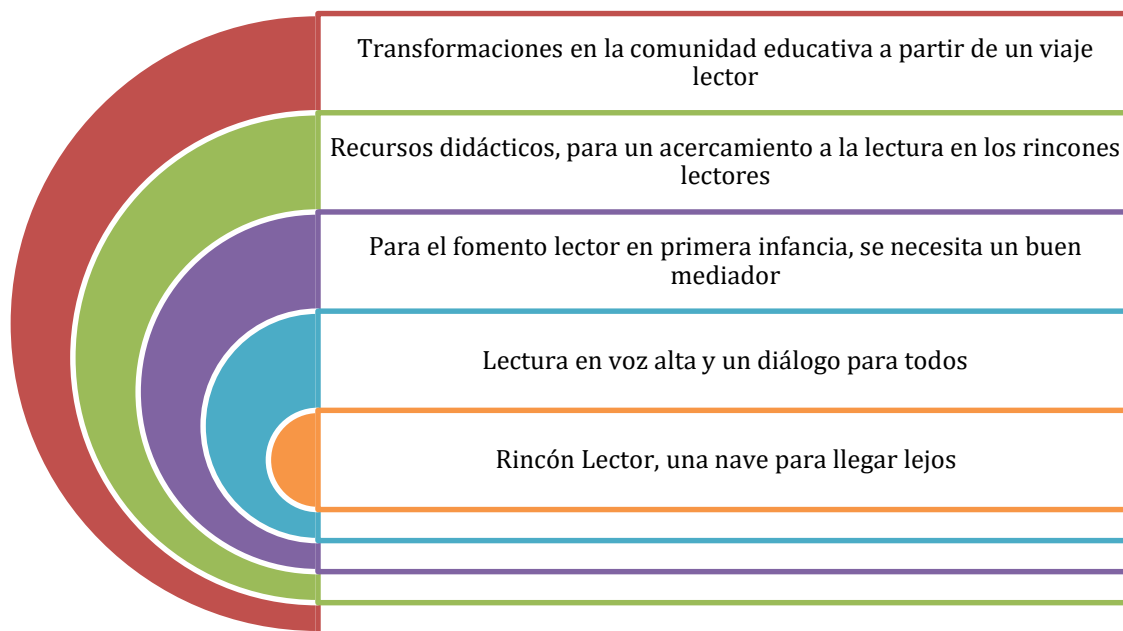 Transformaciones en la comunidad educativa a partir de un viaje
lector
Recursos didácticos, para un acercamiento a la lectura en los rincones
lectores
Para el fomento lector en primera infancia, se necesita un buen
mediador
Lectura en voz alta y un diálogo para todos
Rincón Lector, una nave para llegar lejos